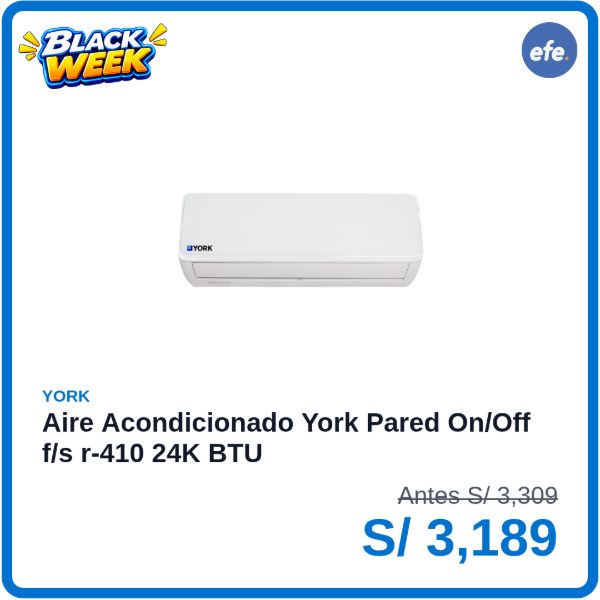 BLACK
WEEK
efe.
YORK
YORK
Aire Acondicionado York Pared On/Off
f/s r-410 24K BTU
Antes S/ 3,309
S/ 3,189